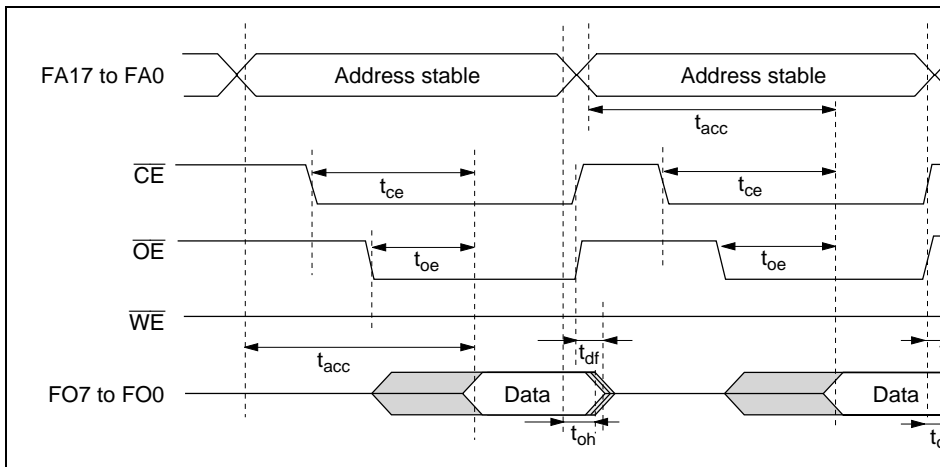 FA17 to FA0
Address stable
Address stable
tacc
CE
tce
tce
OE
toe
toe
WE
tacc
tdf
FO7 to FO0
Data
Data
toh